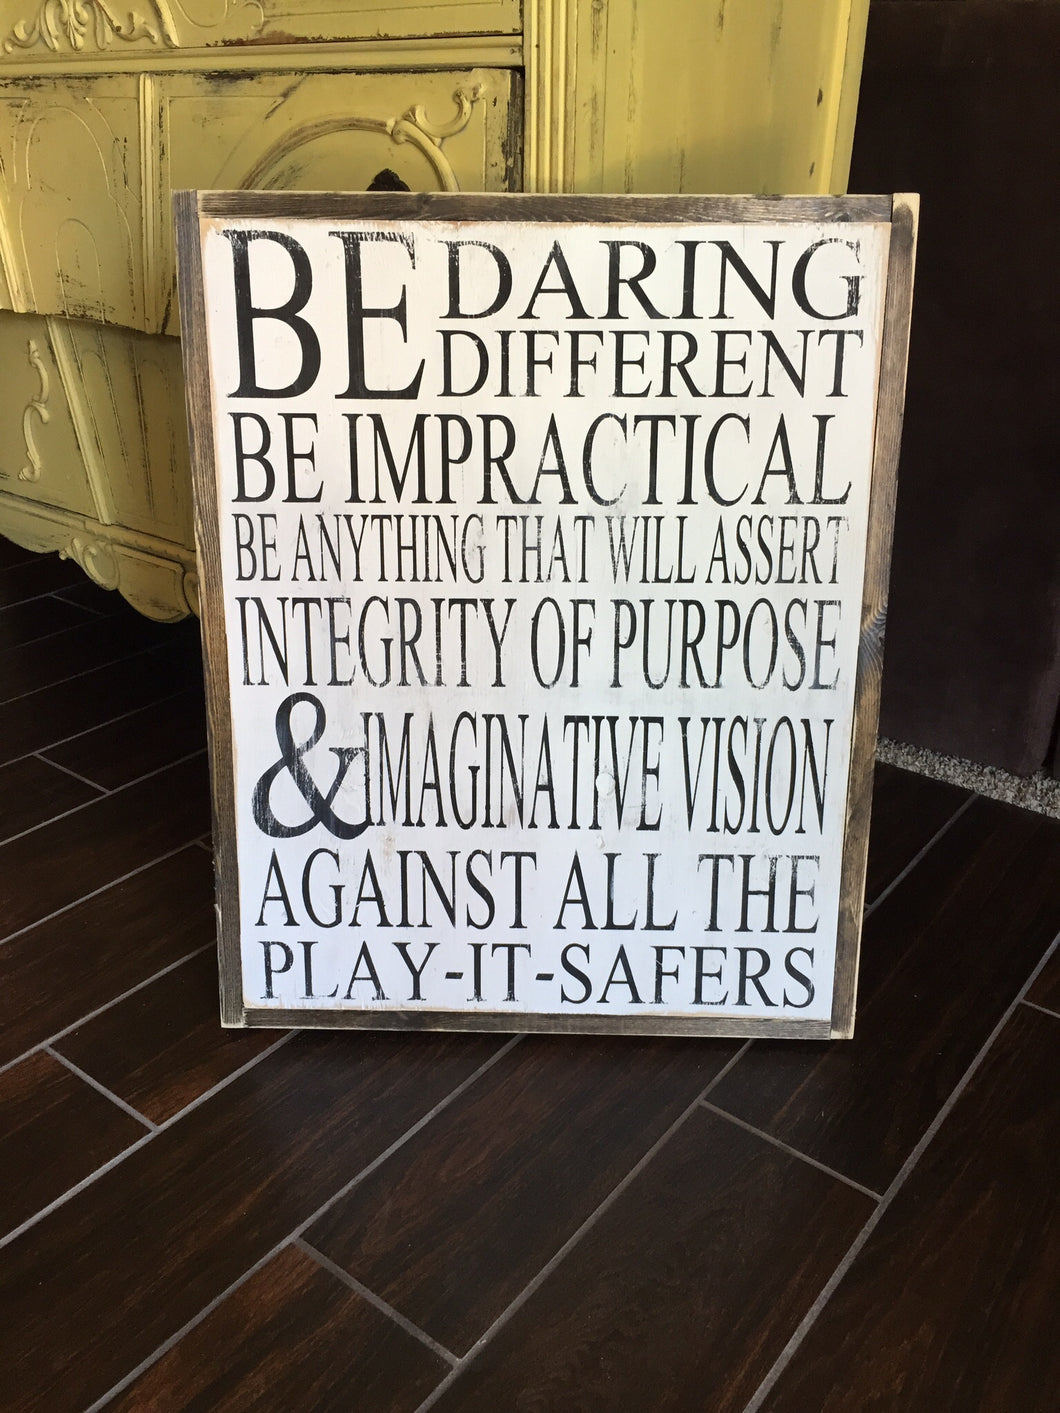 BE DARING
DIFFERENT
BE IMPRACTICAL
BE ANYTHING THAT WILL ASSERT
INTEGRITY OF PURPOSE
& IMAGINATIVE VISION
AGAINST ALL THE
PLAY-IT-SAFERS